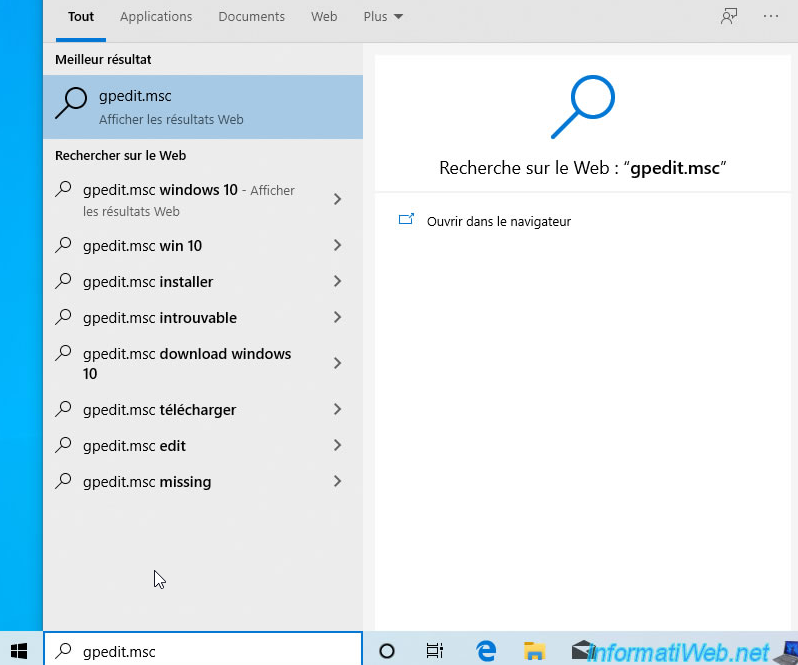 Tout Applications Documents Web Plus
Meilleur résultat
gpedit.msc
Afficher les résultats Web
Rechercher sur le Web
gpedit.msc windows 10 - Afficher
les résultats Web
gpedit.msc win 10
gpedit.msc installer
gpedit.msc introuvable
gpedit.msc download windows
10
gpedit.msc télécharger
gpedit.msc edit
gpedit.msc missing
Recherche sur le Web : “gpedit.msc”
Ouvrir dans le navigateur
gpedit.msc
InformatiWeb.net